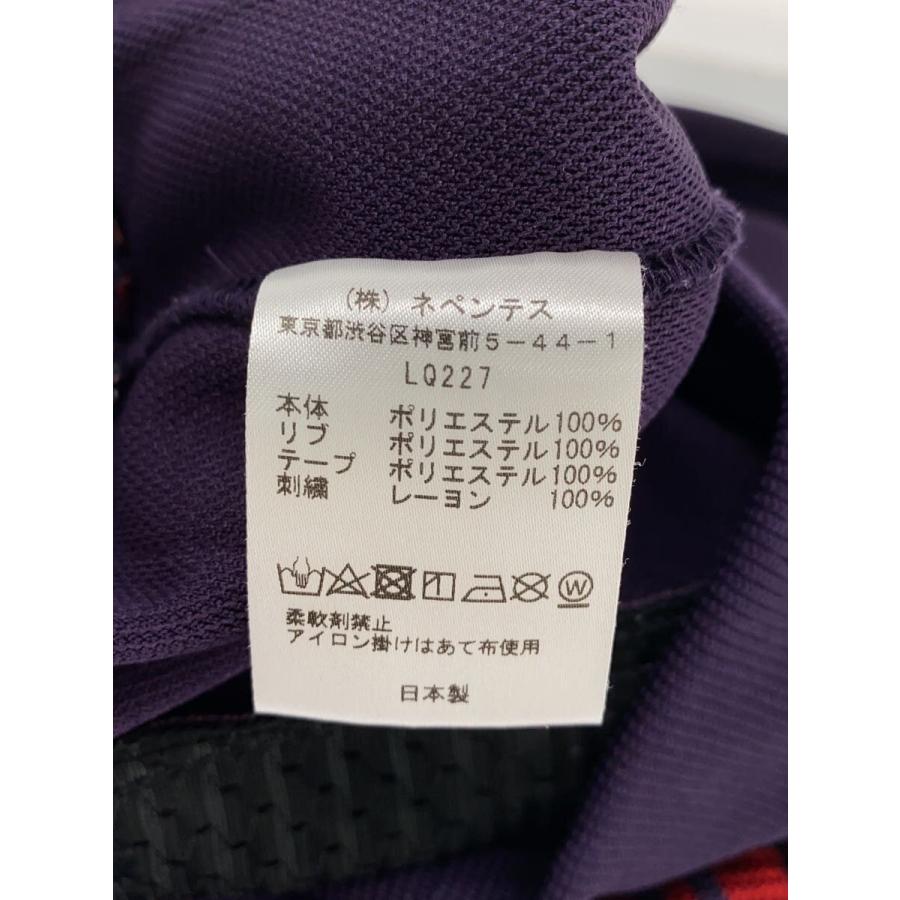 (株) ネペンテス
東京都渋谷区神宮前5-44-1
LQ227
本体 ポリエステル100%
リブ ポリエステル100%
テープ ポリエステル100%
刺繍 レーヨン 100%
W
柔軟剤禁止
アイロン掛けはあて布使用
日本製